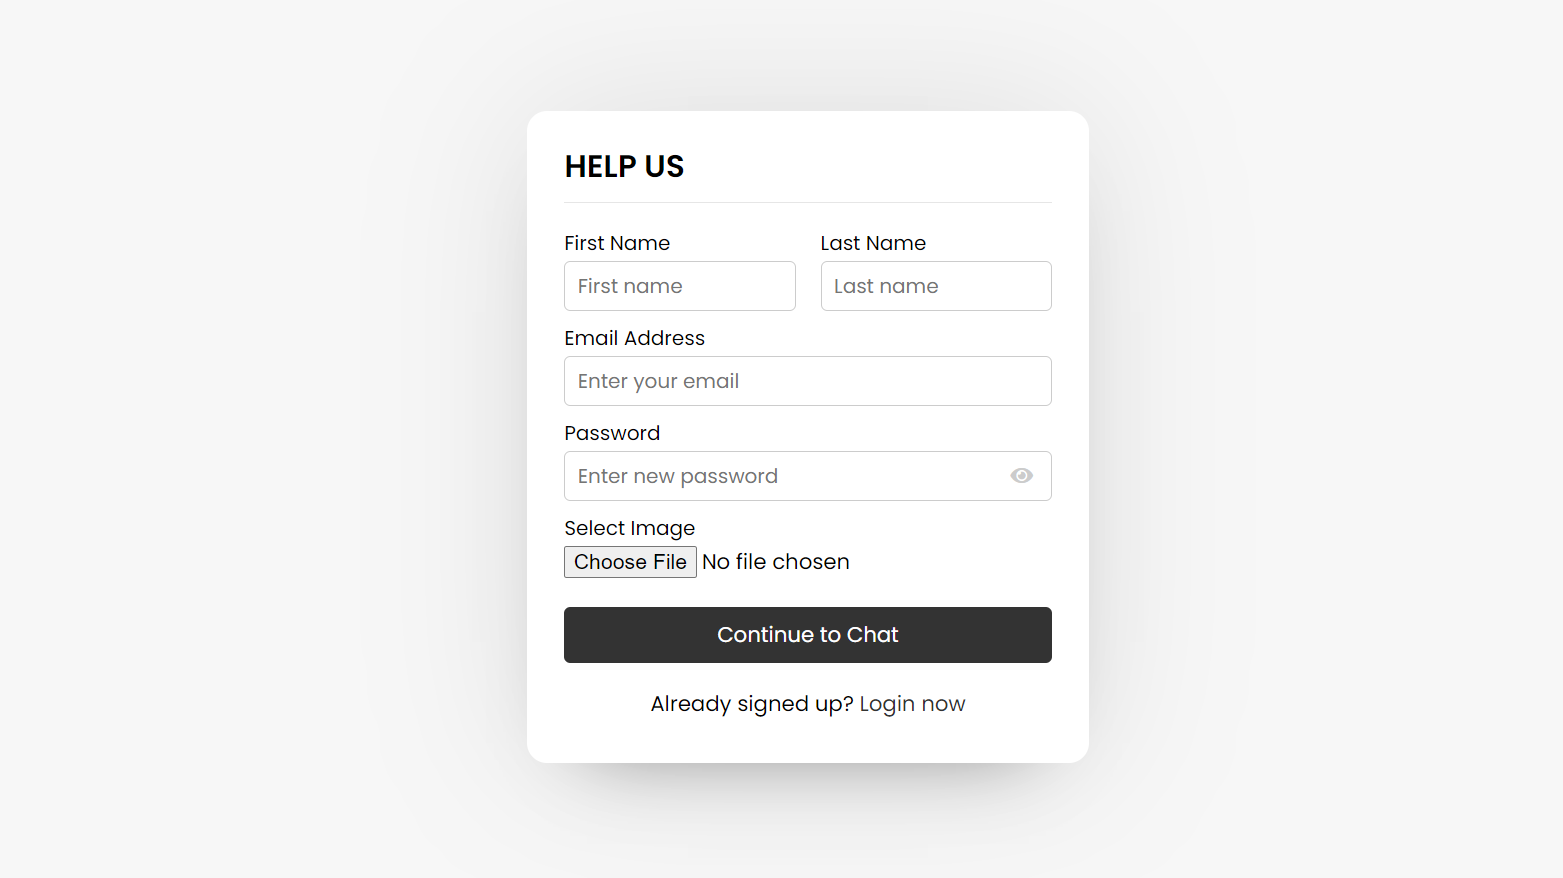 HELP US
First Name Last Name
First name Last name
Email Address
Enter your email
Password
Enter new password
Select Image
Choose File No file chosen
Continue to Chat
Already signed up? Login now